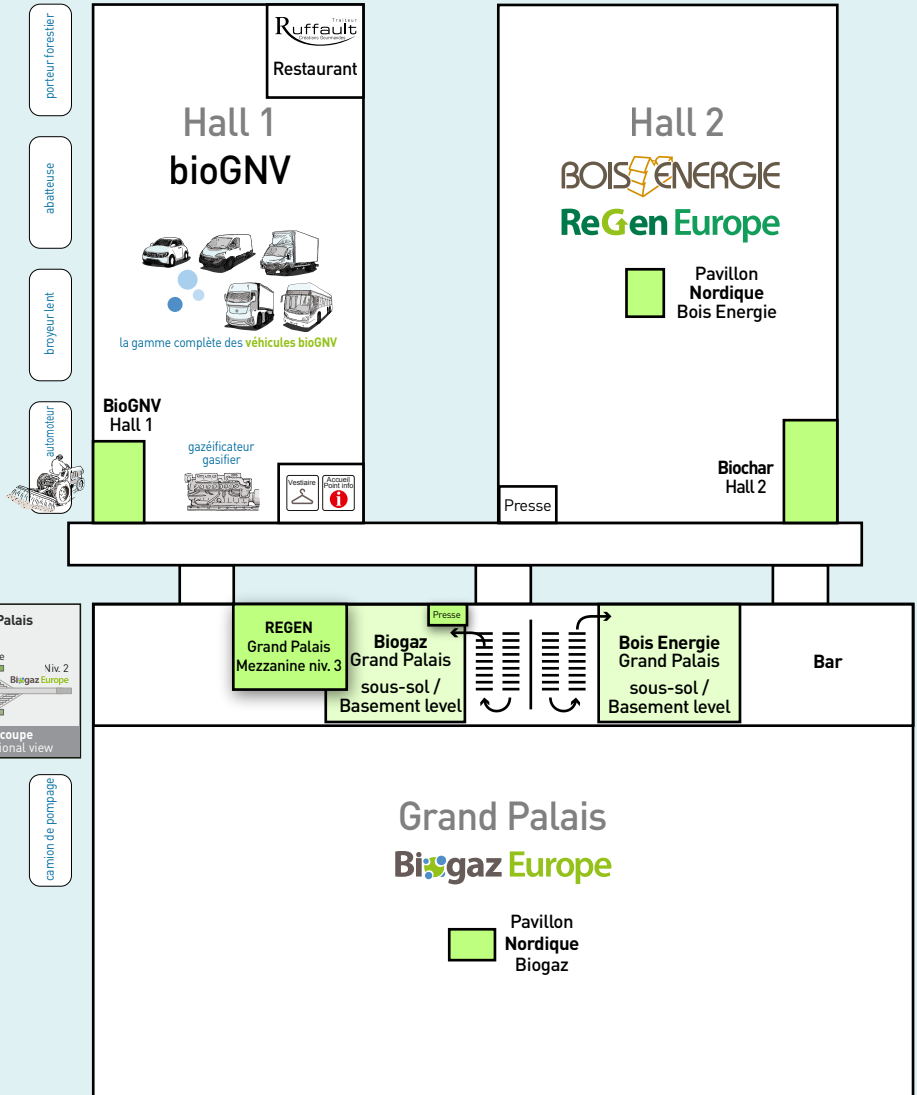 porteur forestier
abatteuse
broyeur lent
automoteur
Traiteur
Ruffault
Créations Gourmandes
Restaurant
Hall 1
bioGNV
la gamme complète des véhicules bioGNV
BioGNV
Hall 1
gazéificateur
gasifier
Vestiaire
Accueil
Point info
i
Hall 2
BOIS ENERGIE
ReGen Europe
Pavillon
Nordique
Bois Energie
Biochar
Hall 2
Presse
Palais
Niv. 2
Biogaz Europe
coupe
ional view
REGEN
Grand Palais
Mezzanine niv. 3
Presse
Biogaz
Grand Palais
sous-sol /
Basement level
Bois Energie
Grand Palais
sous-sol /
Basement level
Bar
camion de pompage
Grand Palais
Biogaz Europe
Pavillon
Nordique
Biogaz